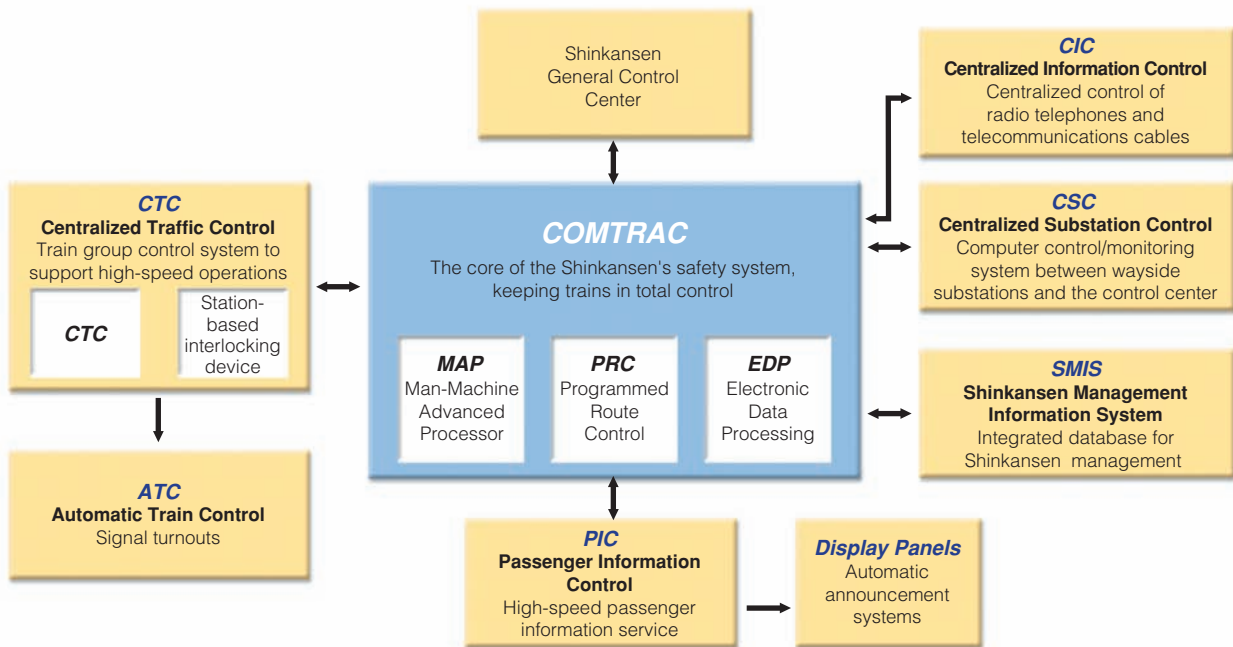 Shinkansen
General Control
Center
CIC
Centralized Information Control
Centralized control of
radio telephones and
telecommunications cables
CTC
Centralized Traffic Control
Train group control system to
support high-speed operations
CTC
Station-
based
interlocking
device
COMTRAC
The core of the Shinkansen's safety system,
keeping trains in total control
MAP
Man-Machine
Advanced
Processor
PRC
Programmed
Route
Control
EDP
Electronic
Data
Processing
CSC
Centralized Substation Control
Computer control/monitoring
system between wayside
substations and the control center
SMIS
Shinkansen Management
Information System
Integrated database for
Shinkansen management
ATC
Automatic Train Control
Signal turnouts
PIC
Passenger Information
Control
High-speed passenger
information service
Display Panels
Automatic
announcement
systems